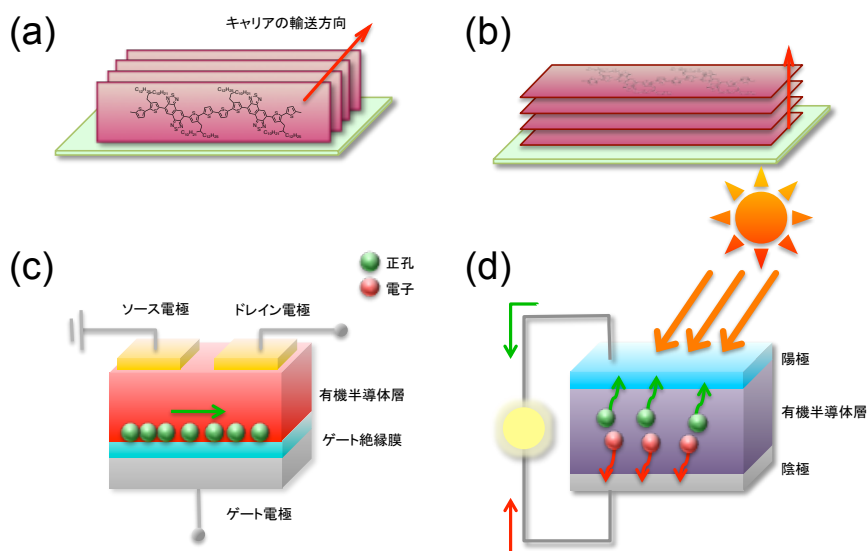 (a)
キャリアの輸送方向
(b)
(c)
正孔
電子
ソース電極
ドレイン電極
有機半導体層
ゲート絶縁膜
ゲート電極
(d)
陽極
有機半導体層
陰極